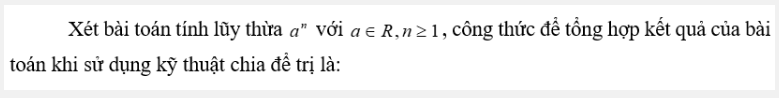 Xét bài toán tính lũy thừa aⁿ với a ∈ R, n ≥ 1, công thức để tổng hợp kết quả của bài
toán khi sử dụng kỹ thuật chia để trị là: